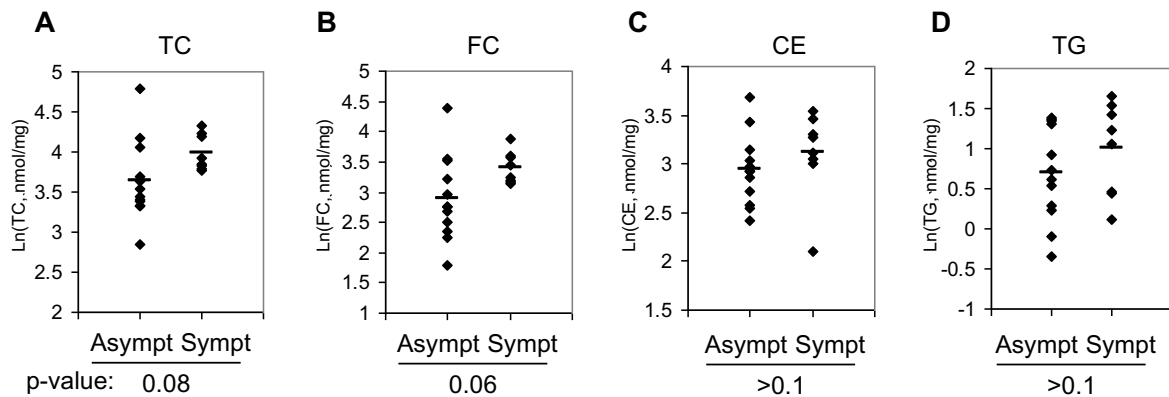 A
TC
Ln(TC, nmol/mg)
5
4.5
4
3.5
3
2.5
2
Asympt Sympt
p-value: 0.08
B
FC
Ln(FC, nmol/mg)
5
4.5
4
3.5
3
2.5
2
1.5
1
Asympt Sympt
0.06
C
CE
Ln(CE, nmol/mg)
4
3.5
3
2.5
2
1.5
Asympt Sympt
>0.1
D
TG
Ln(TG, nmol/mg)
2
1.5
1
0.5
0
-0.5
-1
Asympt Sympt
>0.1